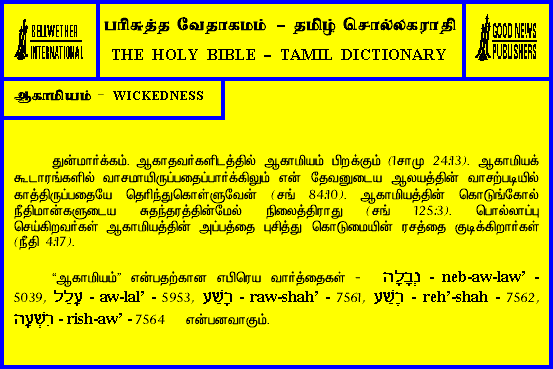 BELLWETHER
INTERNATIONAL
பரிசுத்த வேதாகமம் – தமிழ் சொல்லகராதி
THE HOLY BIBLE – TAMIL DICTIONARY
GOOD NEWS
PUBLISHERS
ஆகாமியம் – WICKEDNESS
துன்மார்க்கம். ஆகாதவர்களிடத்தில் ஆகாமியம் பிறக்கும் (1சாமு 24:13). ஆகாமியக்
கூடாரங்களில் வாசமாயிருப்பதைப்பார்க்கிலும் என் தேவனுடைய ஆலயத்தின் வாசற்படியில்
காத்திருப்பதையே தெரிந்துகொள்ளுவேன் (சங் 84:10). ஆகாமியத்தின் கொடுங்கோல்
நீதிமான்களுடைய சுதந்தரத்தின்மேல் நிலைத்திராது (சங் 125:3). பொல்லாப்பு
செய்கிறவர்கள் ஆகாமியத்தின் அப்பத்தை புசித்து கொடுமையின் ரசத்தை குடிக்கிறார்கள்
(நீதி 4:17).
“ஆகாமியம்” என்பதற்கான எபிரெய வார்த்தைகள் – נְבָלָה – neb-aw-law’ –
5039, עָלַל – aw-lal’ – 5953, רָשַׁע – raw-shah’ – 7561, רֶשַׁע – reh’-shah – 7562,
רִשְׁעָה – rish-aw’ – 7564 என்பனவாகும்.